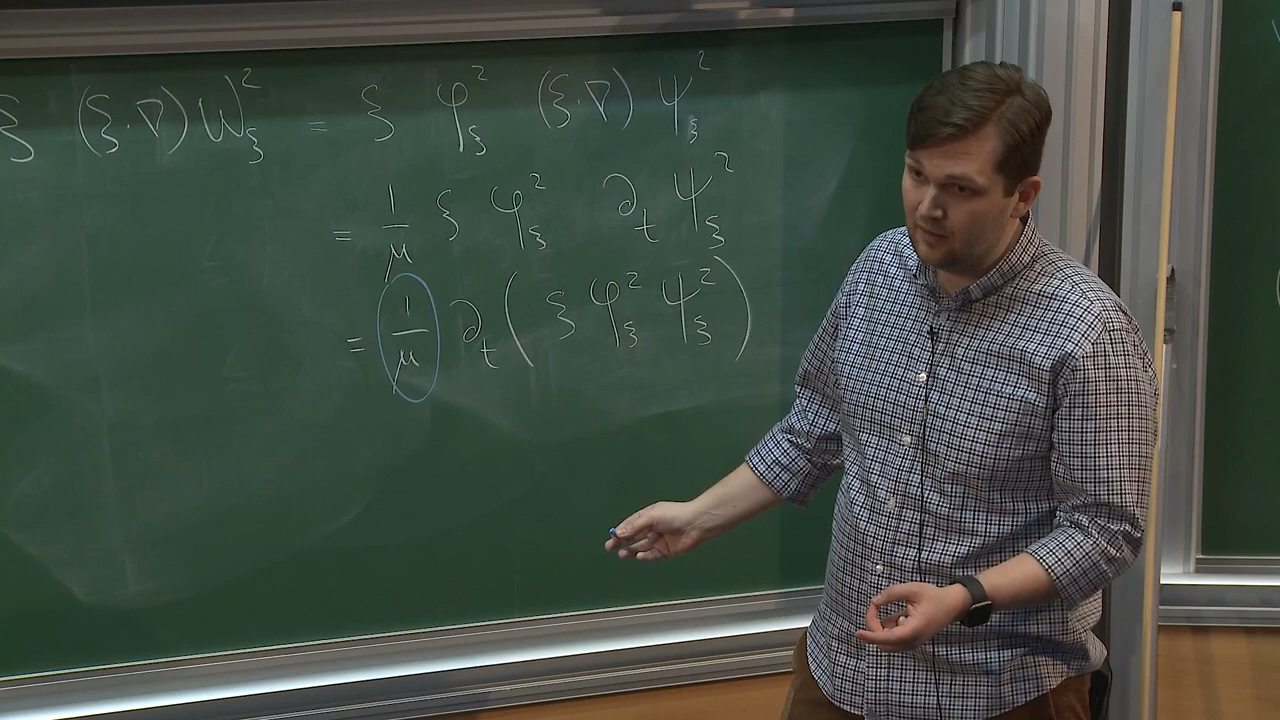 ξ (ξ·∇) W_ξ^2 = ξ φ_ξ^2 (ξ·∇) ψ_ξ^2
= 1/μ ξ φ_ξ^2 ∂_t ψ_ξ^2
= 1/μ ∂_t ( ξ φ_ξ^2 ψ_ξ^2 )